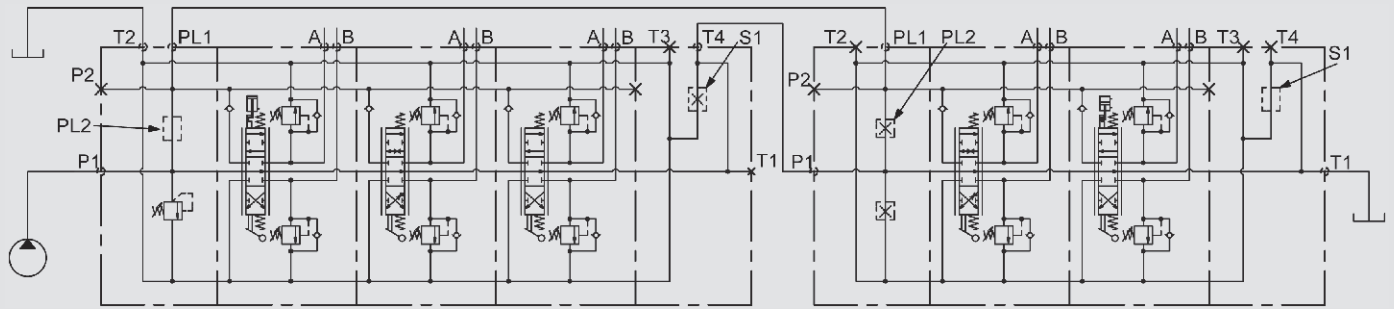 T2 PL1 A B A B A B T3 T4 S1 T2 PL1 PL2 A B A B T3 T4 S1
P2 P2
PL2
P1 T1 P1 T1